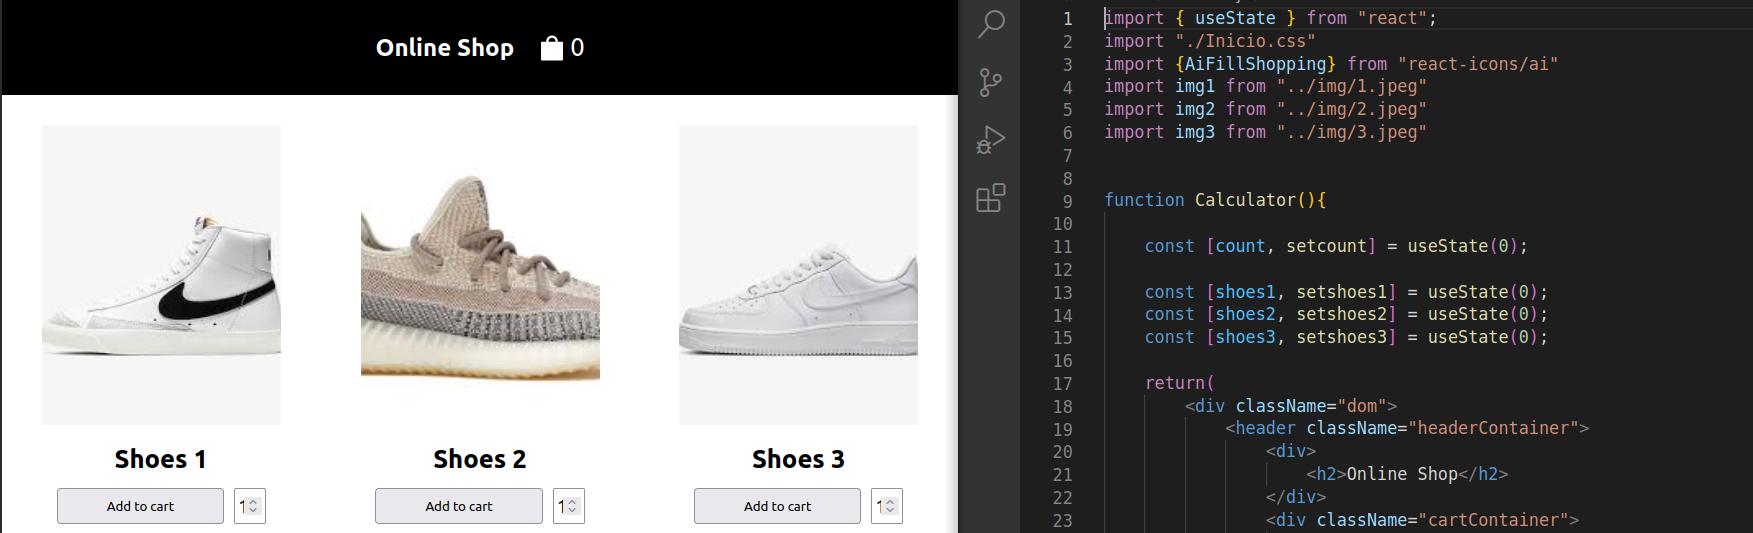 Online Shop 0
Shoes 1
Shoes 2
Shoes 3
Add to cart 1
Add to cart 1
Add to cart 1
1 import { useState } from "react";
2 import "./Inicio.css"
3 import {AiFillShopping} from "react-icons/ai"
4 import img1 from "../img/1.jpeg"
5 import img2 from "../img/2.jpeg"
6 import img3 from "../img/3.jpeg"
7
8
9 function Calculator(){
10
11 const [count, setcount] = useState(0);
12
13 const [shoes1, setshoes1] = useState(0);
14 const [shoes2, setshoes2] = useState(0);
15 const [shoes3, setshoes3] = useState(0);
16
17 return(
18 <div className="dom">
19 <header className="headerContainer">
20 <div>
21 <h2>Online Shop</h2>
22 </div>
23 <div className="cartContainer">